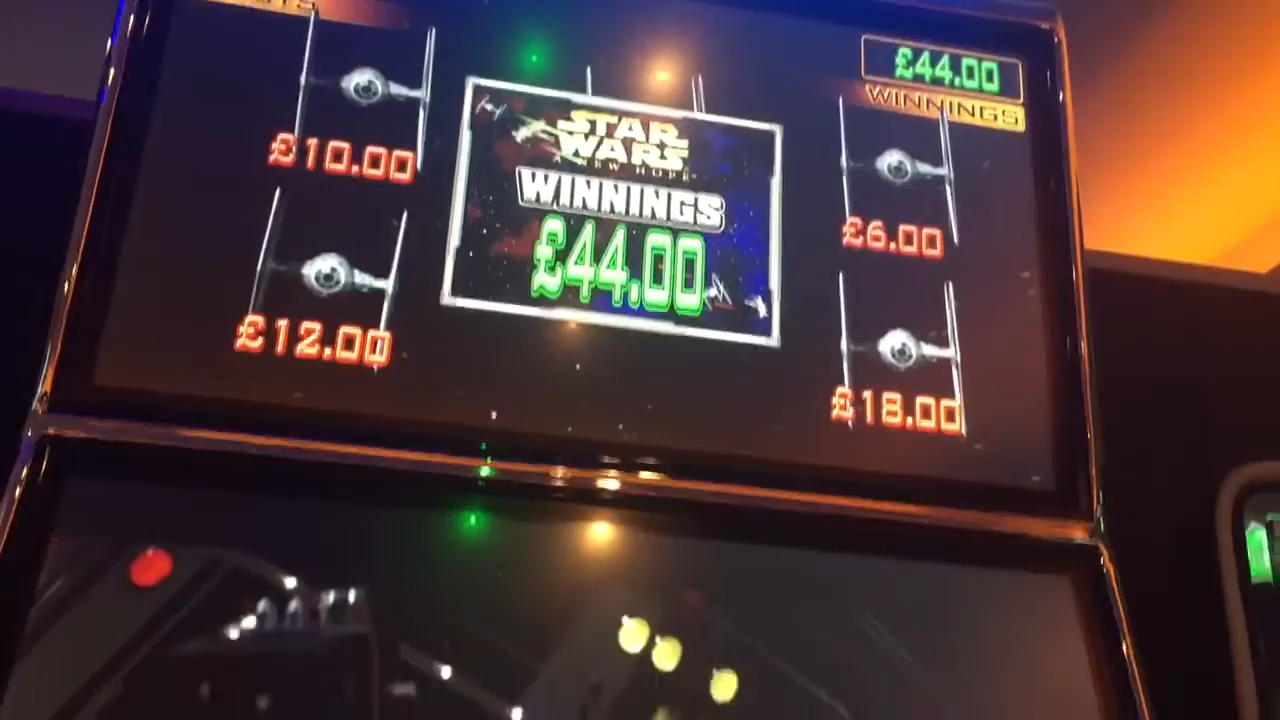 £44.00
WINNINGS
£10.00
STAR
WARS
A NEW HOPE
WINNINGS
£44.00
£6.00
£12.00
£18.00